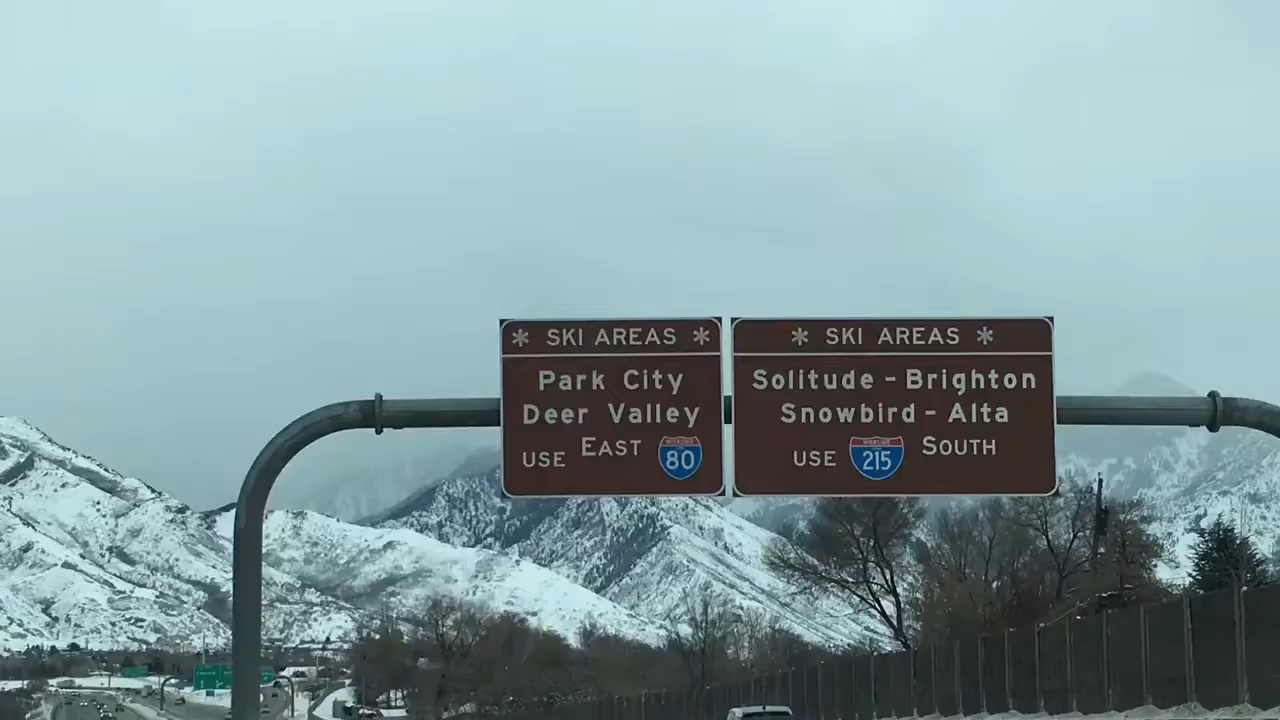 * SKI AREAS *
Park City
Deer Valley
USE EAST 80
* SKI AREAS *
Solitude - Brighton
Snowbird - Alta
USE 215 SOUTH